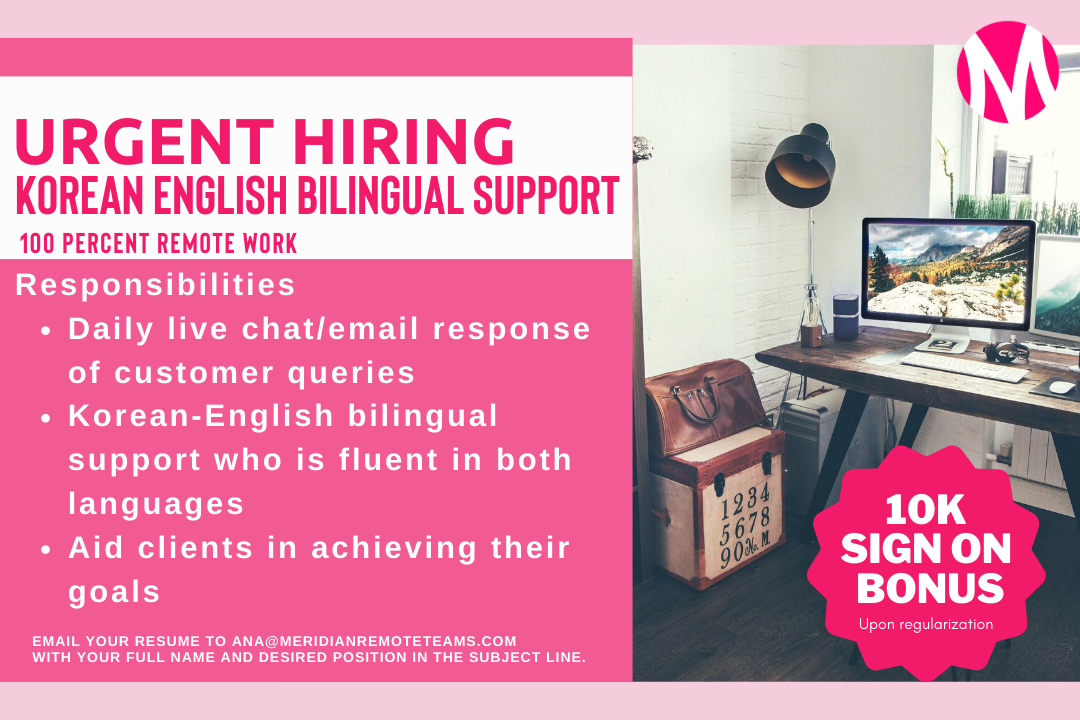 M
URGENT HIRING
KOREAN ENGLISH BILINGUAL SUPPORT
100 PERCENT REMOTE WORK
Responsibilities
• Daily live chat/email response
of customer queries
• Korean-English bilingual
support who is fluent in both
languages
• Aid clients in achieving their
goals
EMAIL YOUR RESUME TO ANA@MERIDIANREMOTETEAMS.COM
WITH YOUR FULL NAME AND DESIRED POSITION IN THE SUBJECT LINE.
1234
5678
90 No. M
10K
SIGN ON
BONUS
Upon regularization